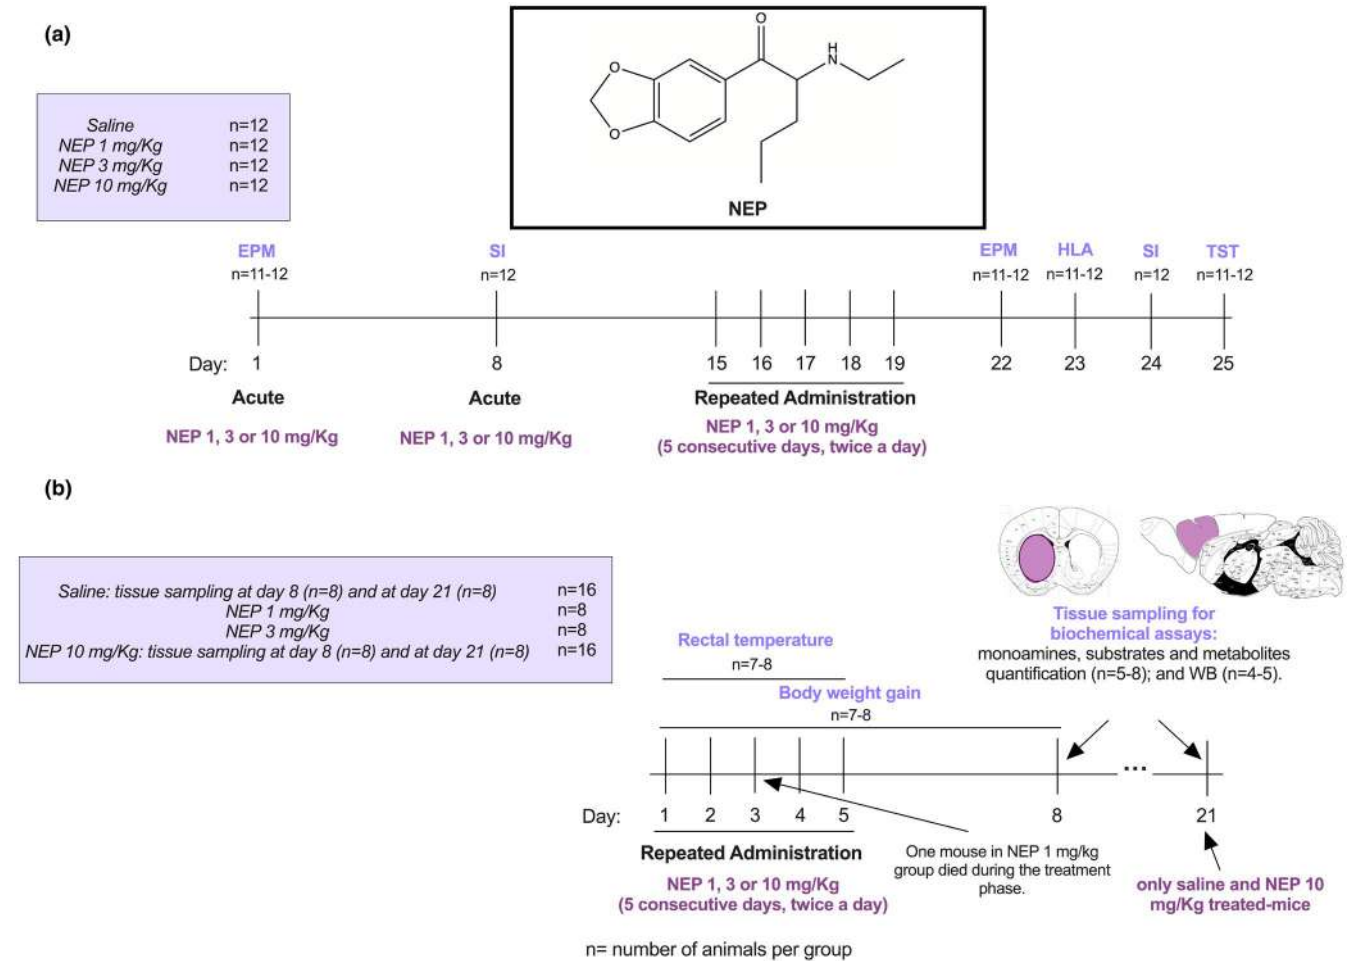 (a)
O
O
O
H
N
NEP
Saline n=12
NEP 1 mg/Kg n=12
NEP 3 mg/Kg n=12
NEP 10 mg/Kg n=12
EPM SI EPM HLA SI TST
n=11-12 n=12 n=11-12 n=11-12 n=12 n=11-12
Day: 1 8 15 16 17 18 19 22 23 24 25
Acute Acute Repeated Administration
NEP 1, 3 or 10 mg/Kg NEP 1, 3 or 10 mg/Kg NEP 1, 3 or 10 mg/Kg
(5 consecutive days, twice a day)
(b)
Saline: tissue sampling at day 8 (n=8) and at day 21 (n=8) n=16
NEP 1 mg/Kg n=8
NEP 3 mg/Kg n=8
NEP 10 mg/Kg: tissue sampling at day 8 (n=8) and at day 21 (n=8) n=16
Tissue sampling for
biochemical assays:
monoamines, substrates and metabolites
quantification (n=5-8); and WB (n=4-5).
Rectal temperature
n=7-8
Body weight gain
n=7-8
...
Day: 1 2 3 4 5 8 21
Repeated Administration
NEP 1, 3 or 10 mg/Kg
(5 consecutive days, twice a day)
One mouse in NEP 1 mg/kg
group died during the treatment
phase.
only saline and NEP 10
mg/Kg treated-mice
n= number of animals per group